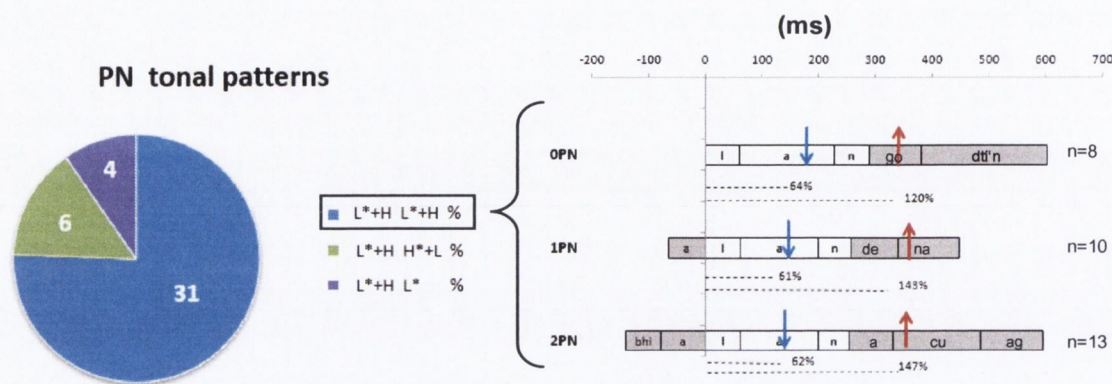 PN tonal patterns
31
6
4
L*+H L*+H %
L*+H H*+L %
L*+H L* %
(ms)
-200 -100 0 100 200 300 400 500 600 700
0PN l a n go dtí'n n=8
64%
120%
1PN a l a n de na n=10
61%
143%
2PN bhi a l a n a cu ag n=13
62%
147%